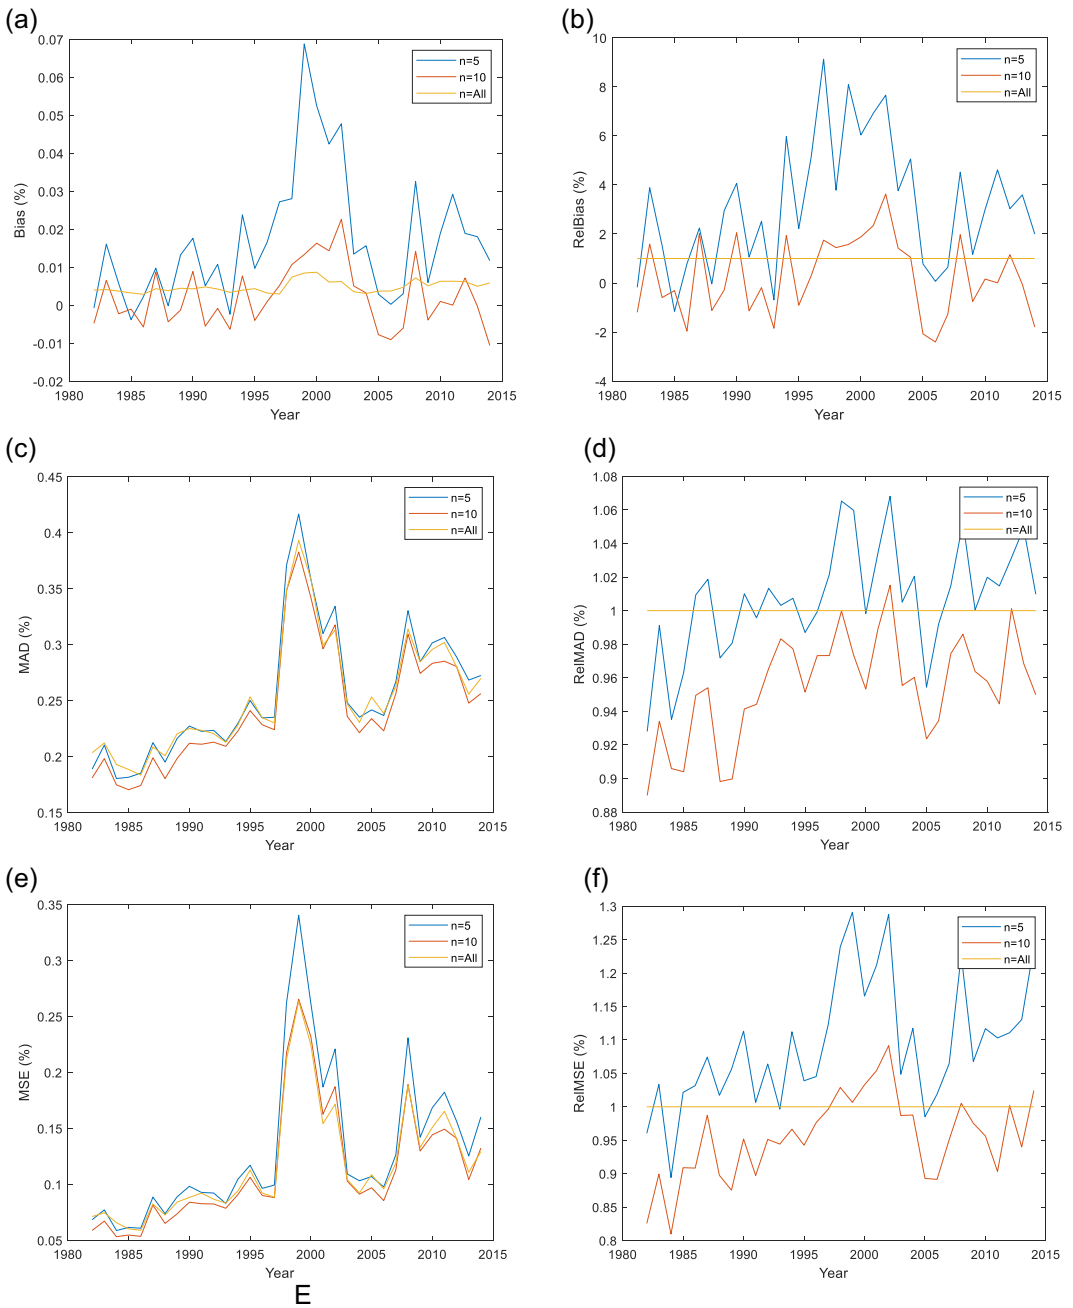 (a)
0.07
0.06
0.05
0.04
0.03
0.02
0.01
0
-0.01
-0.02
Bias (%)
1980
1985
1990
1995
2000
2005
2010
2015
Year
n=5
n=10
n=All
(b)
10
8
6
4
2
0
-2
-4
RelBias (%)
1980
1985
1990
1995
2000
2005
2010
2015
Year
n=5
n=10
n=All
(c)
0.45
0.4
0.35
0.3
0.25
0.2
0.15
MAD (%)
1980
1985
1990
1995
2000
2005
2010
2015
Year
n=5
n=10
n=All
(d)
1.08
1.06
1.04
1.02
1
0.98
0.96
0.94
0.92
0.9
0.88
RelMAD (%)
1980
1985
1990
1995
2000
2005
2010
2015
Year
n=5
n=10
n=All
(e)
0.35
0.3
0.25
0.2
0.15
0.1
0.05
MSE (%)
1980
1985
1990
1995
2000
2005
2010
2015
Year
n=5
n=10
n=All
(f)
1.3
1.25
1.2
1.15
1.1
1.05
1
0.95
0.9
0.85
0.8
RelMSE (%)
1980
1985
1990
1995
2000
2005
2010
2015
Year
n=5
n=10
n=All
E